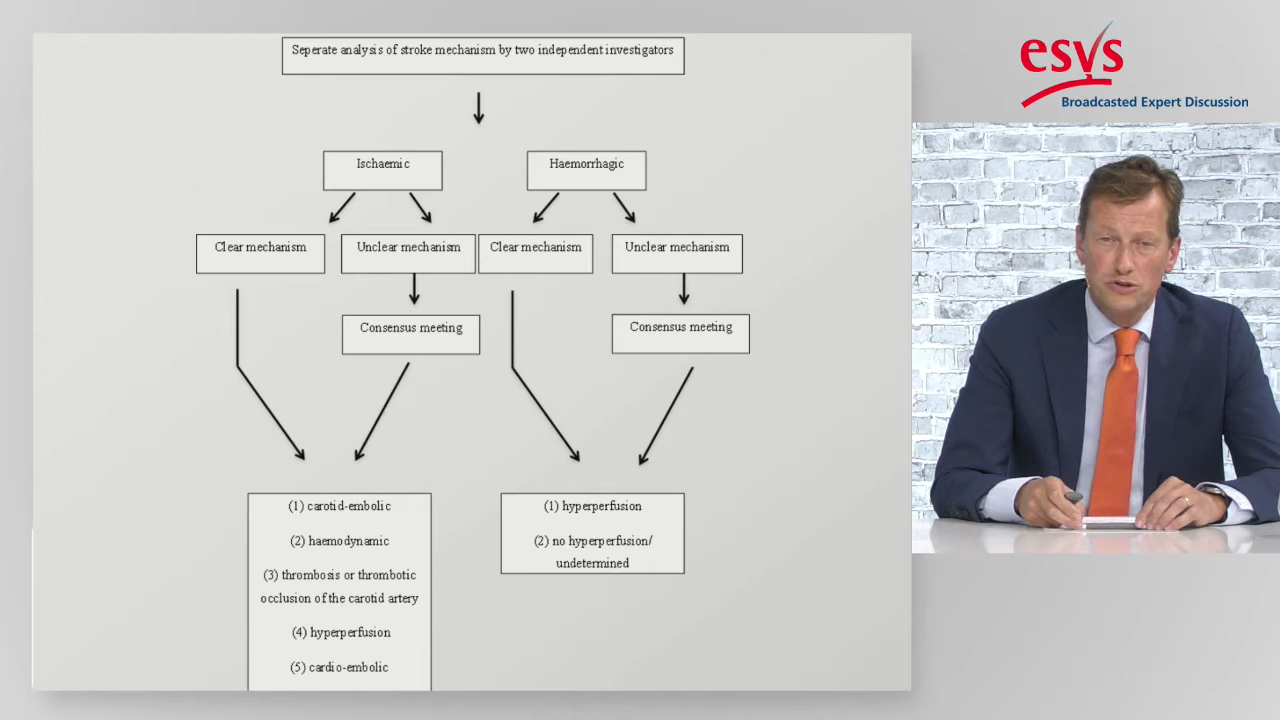 Seperate analysis of stroke mechanism by two independent investigators
Ischaemic
Haemorrhagic
Clear mechanism
Unclear mechanism
Clear mechanism
Unclear mechanism
Consensus meeting
Consensus meeting
(1) carotid-embolic
(2) haemodynamic
(3) thrombosis or thrombotic
occlusion of the carotid artery
(4) hyperperfusion
(5) cardio-embolic
(1) hyperperfusion
(2) no hyperperfusion/
undetermined
esvs
Broadcasted Expert Discussion